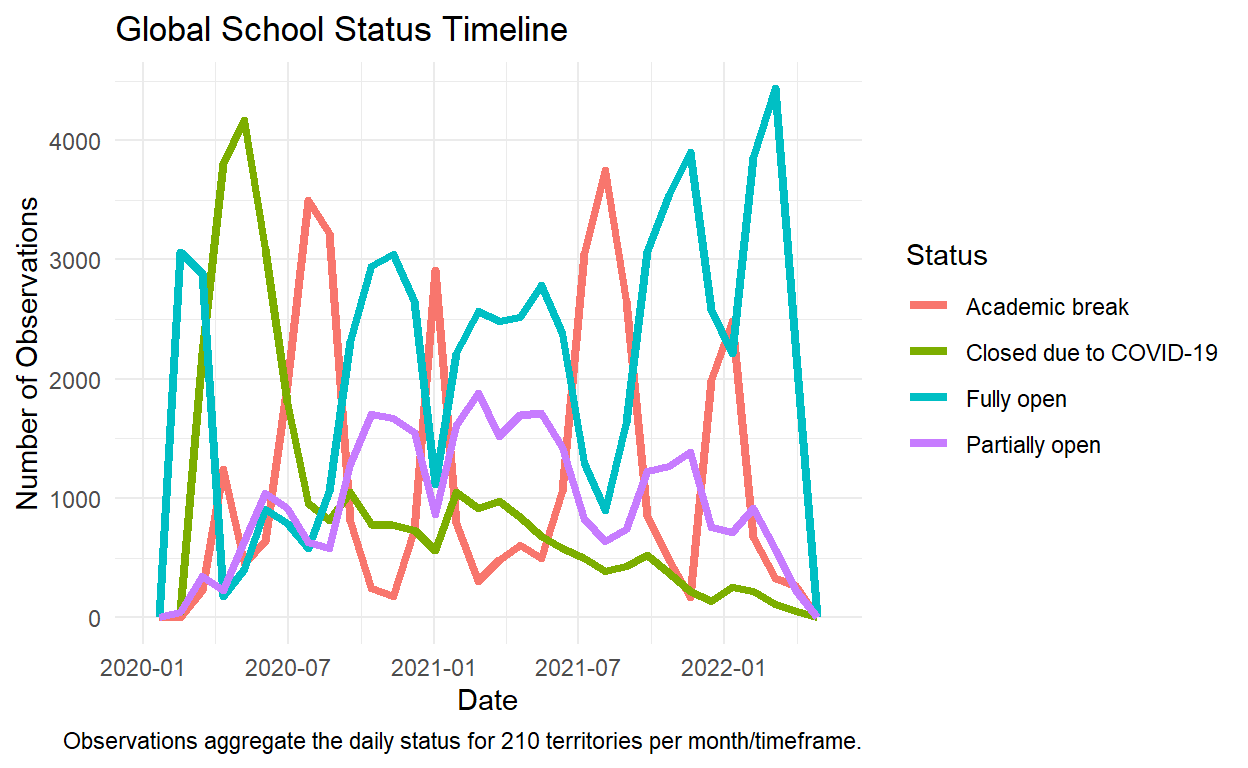 Global School Status Timeline
Number of Observations
4000
3000
2000
1000
0
2020-01
2020-07
2021-01
2021-07
2022-01
Date
Status
Academic break
Closed due to COVID-19
Fully open
Partially open
Observations aggregate the daily status for 210 territories per month/timeframe.